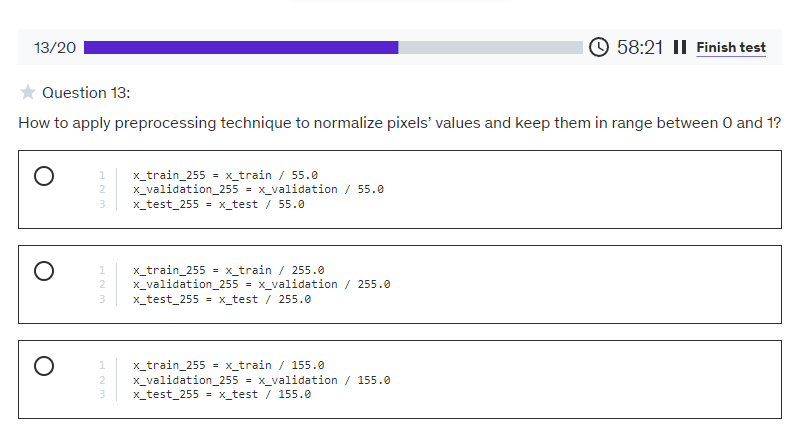 13/20 58:21 Finish test
Question 13:
How to apply preprocessing technique to normalize pixels’ values and keep them in range between 0 and 1?
1 x_train_255 = x_train / 55.0
2 x_validation_255 = x_validation / 55.0
3 x_test_255 = x_test / 55.0
1 x_train_255 = x_train / 255.0
2 x_validation_255 = x_validation / 255.0
3 x_test_255 = x_test / 255.0
1 x_train_255 = x_train / 155.0
2 x_validation_255 = x_validation / 155.0
3 x_test_255 = x_test / 155.0